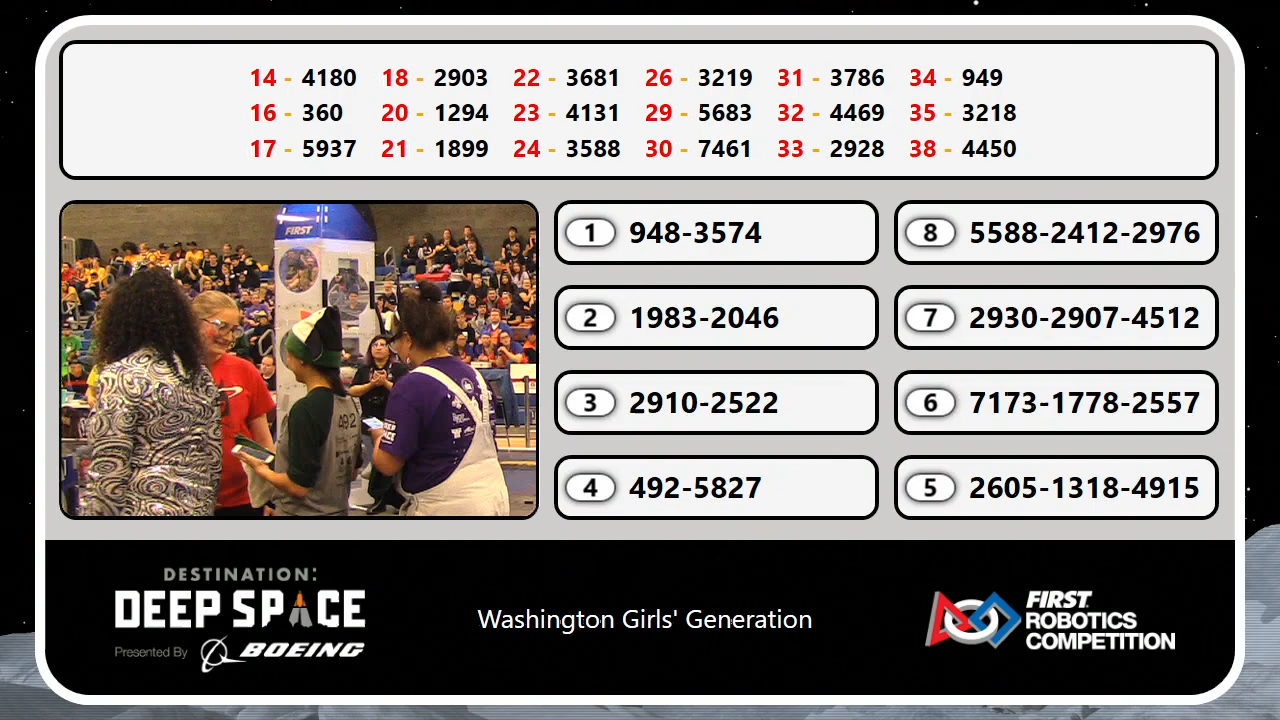 14 - 4180 18 - 2903 22 - 3681 26 - 3219 31 - 3786 34 - 949
16 - 360 20 - 1294 23 - 4131 29 - 5683 32 - 4469 35 - 3218
17 - 5937 21 - 1899 24 - 3588 30 - 7461 33 - 2928 38 - 4450
FIRST
1 948-3574
2 1983-2046
3 2910-2522
4 492-5827
8 5588-2412-2976
7 2930-2907-4512
6 7173-1778-2557
5 2605-1318-4915
DESTINATION:
DEEP SPACE
Presented By BOEING
Washington Girls' Generation
FIRST
ROBOTICS
COMPETITION